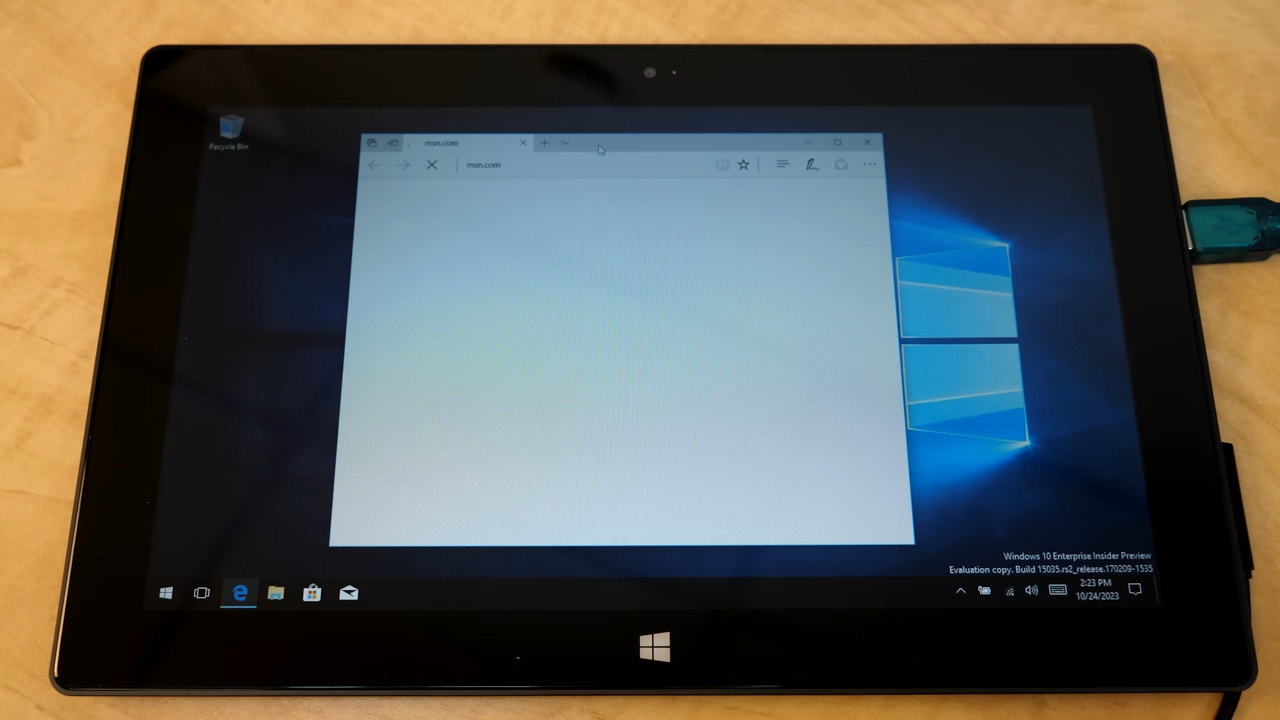 Recycle Bin
msn.com
msn.com
Windows 10 Enterprise Insider Preview
Evaluation copy. Build 15035.rs2_release.170209-1535
2:23 PM
10/24/2023